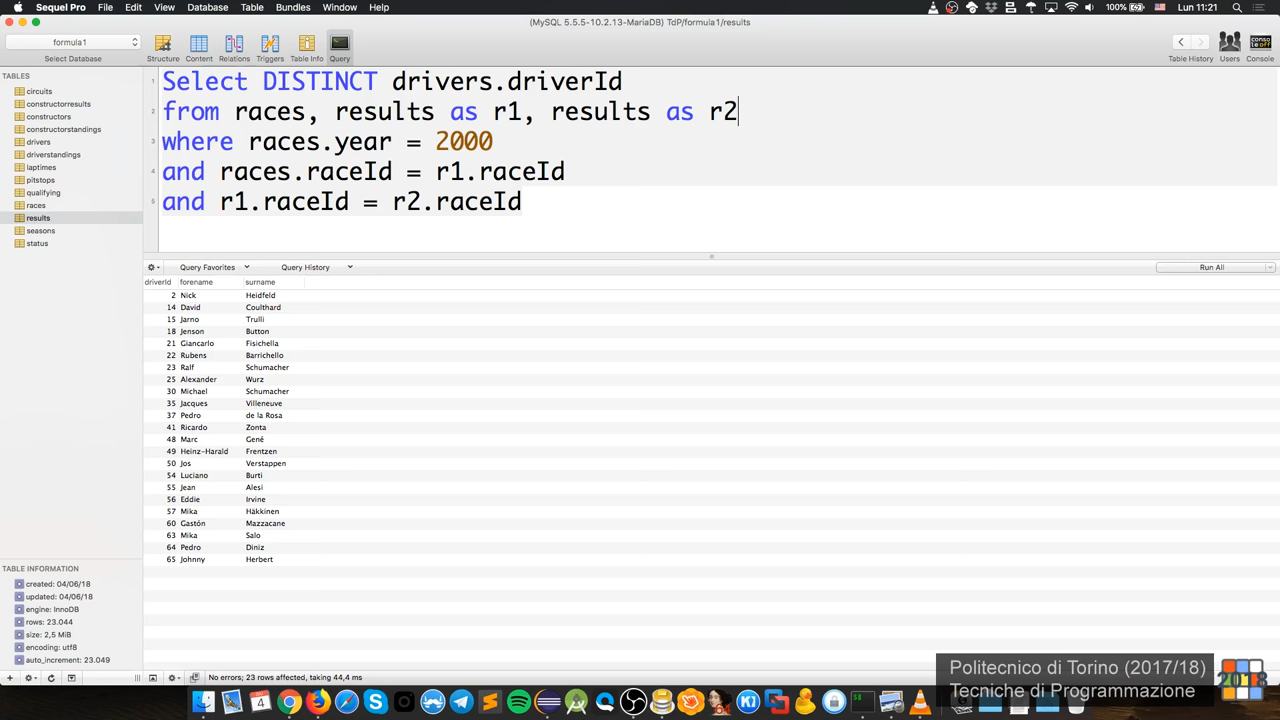 Sequel Pro File Edit View Database Table Bundles Window Help
100% Lun 11:21
(MySQL 5.5.5-10.2.13-MariaDB) TdP/formula1/results
formula1
Select Database
Structure Content Relations Triggers Table Info Query
Table History Users Console
TABLES
circuits
constructorresults
constructors
constructorstandings
drivers
driverstandings
laptimes
pitstops
qualifying
races
results
seasons
status
1 Select DISTINCT drivers.driverId
2 from races, results as r1, results as r2
3 where races.year = 2000
4 and races.raceId = r1.raceId
5 and r1.raceId = r2.raceId
Query Favorites Query History Run All
driverId forename surname
2 Nick Heidfeld
14 David Coulthard
15 Jarno Trulli
18 Jenson Button
21 Giancarlo Fisichella
22 Rubens Barrichello
23 Ralf Schumacher
25 Alexander Wurz
30 Michael Schumacher
35 Jacques Villeneuve
37 Pedro de la Rosa
41 Ricardo Zonta
48 Marc Gené
49 Heinz-Harald Frentzen
50 Jos Verstappen
54 Luciano Burti
55 Jean Alesi
56 Eddie Irvine
57 Mika Häkkinen
60 Gastón Mazzacane
63 Mika Salo
64 Pedro Diniz
65 Johnny Herbert
TABLE INFORMATION
created: 04/06/18
updated: 04/06/18
engine: InnoDB
rows: 23.044
size: 2,5 MiB
encoding: utf8
auto_increment: 23.049
No errors; 23 rows affected, taking 44,4 ms
Politecnico di Torino (2017/18)
Tecniche di Programmazione
2018